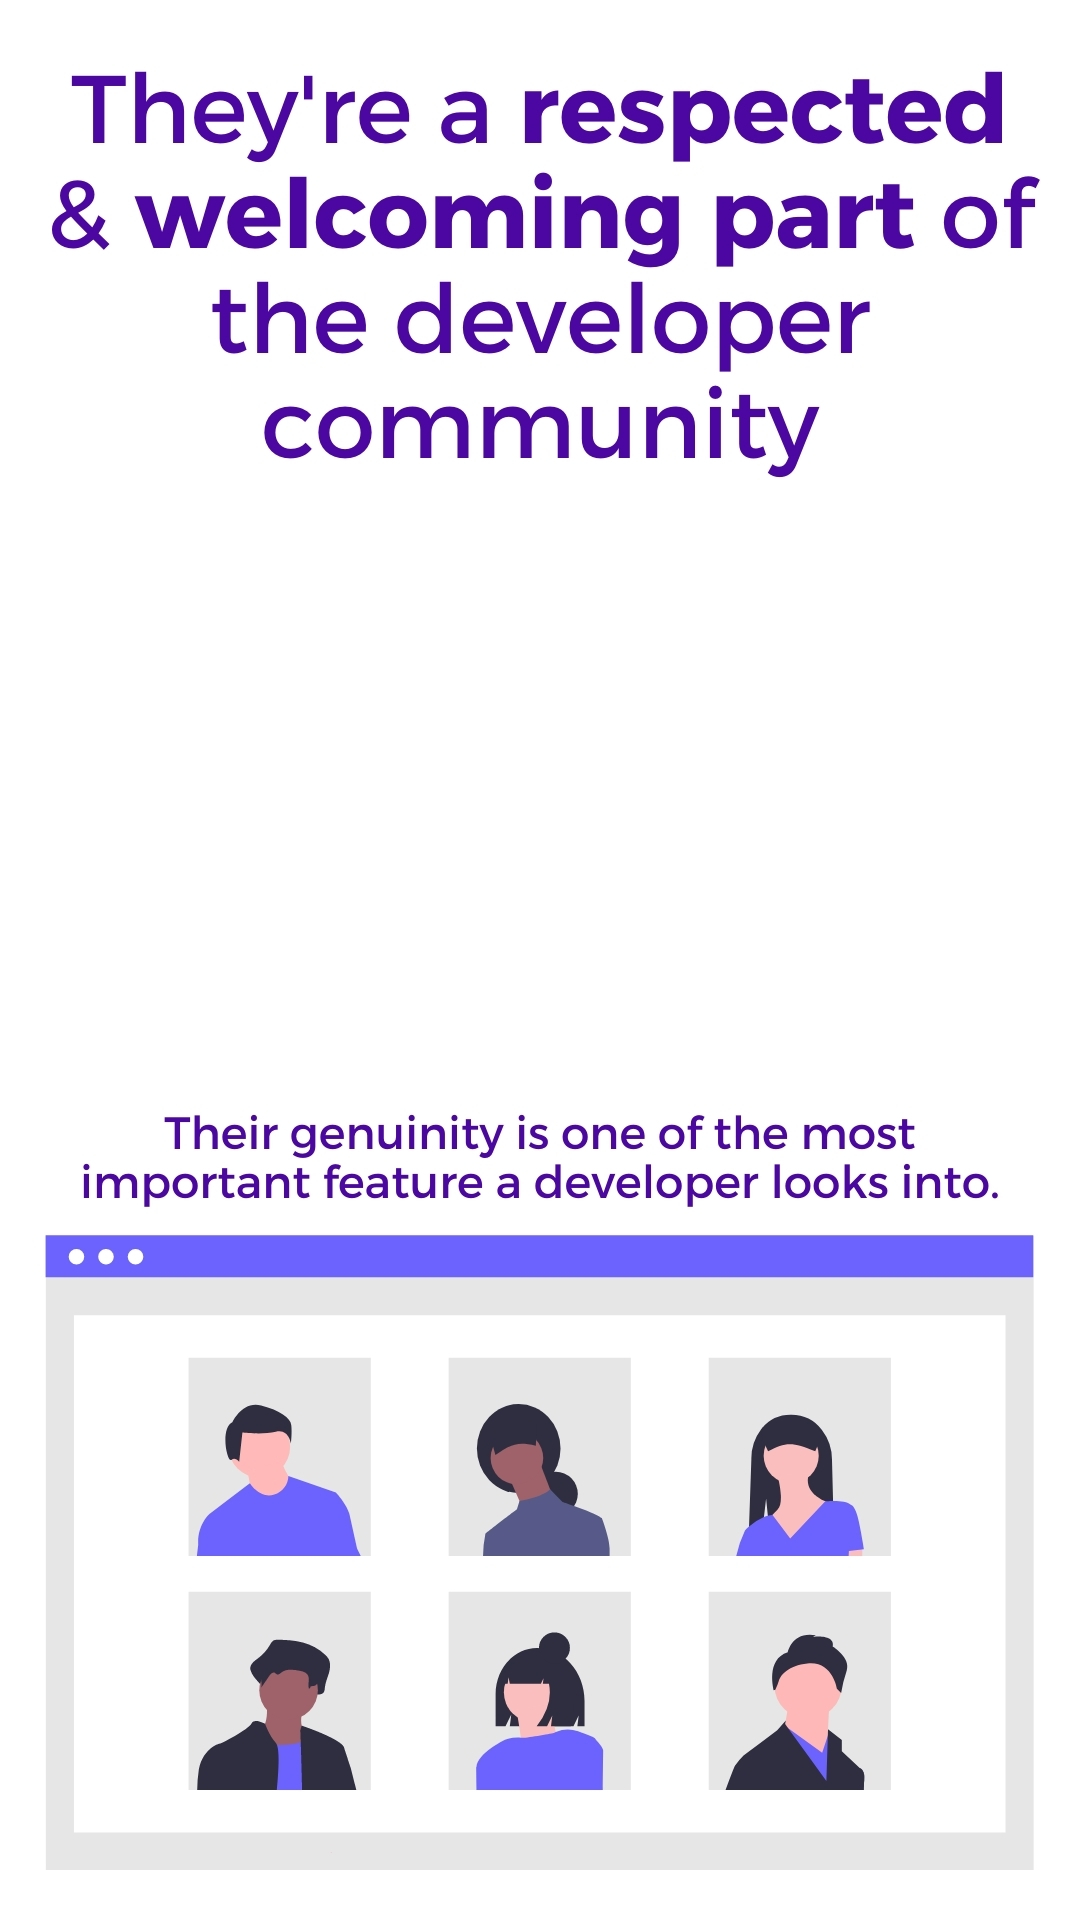 They're a respected
& welcoming part of
the developer
community
Their genuinity is one of the most
important feature a developer looks into.